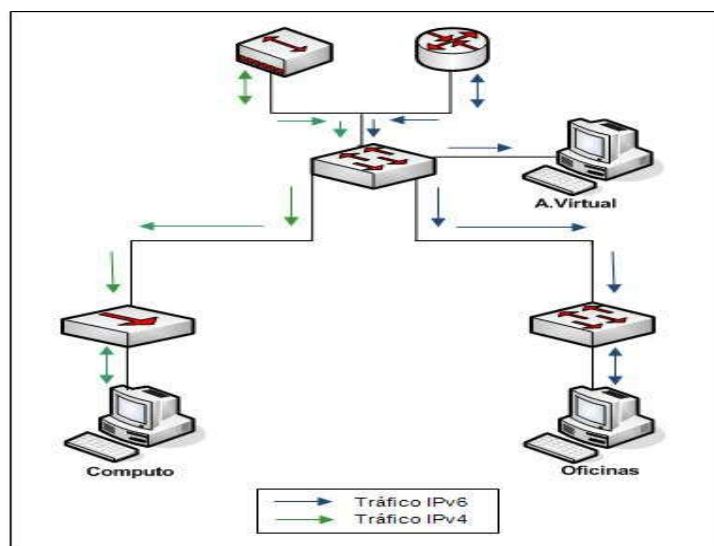 A.Virtual
Computo
Oficinas
Tráfico IPv6
Tráfico IPv4